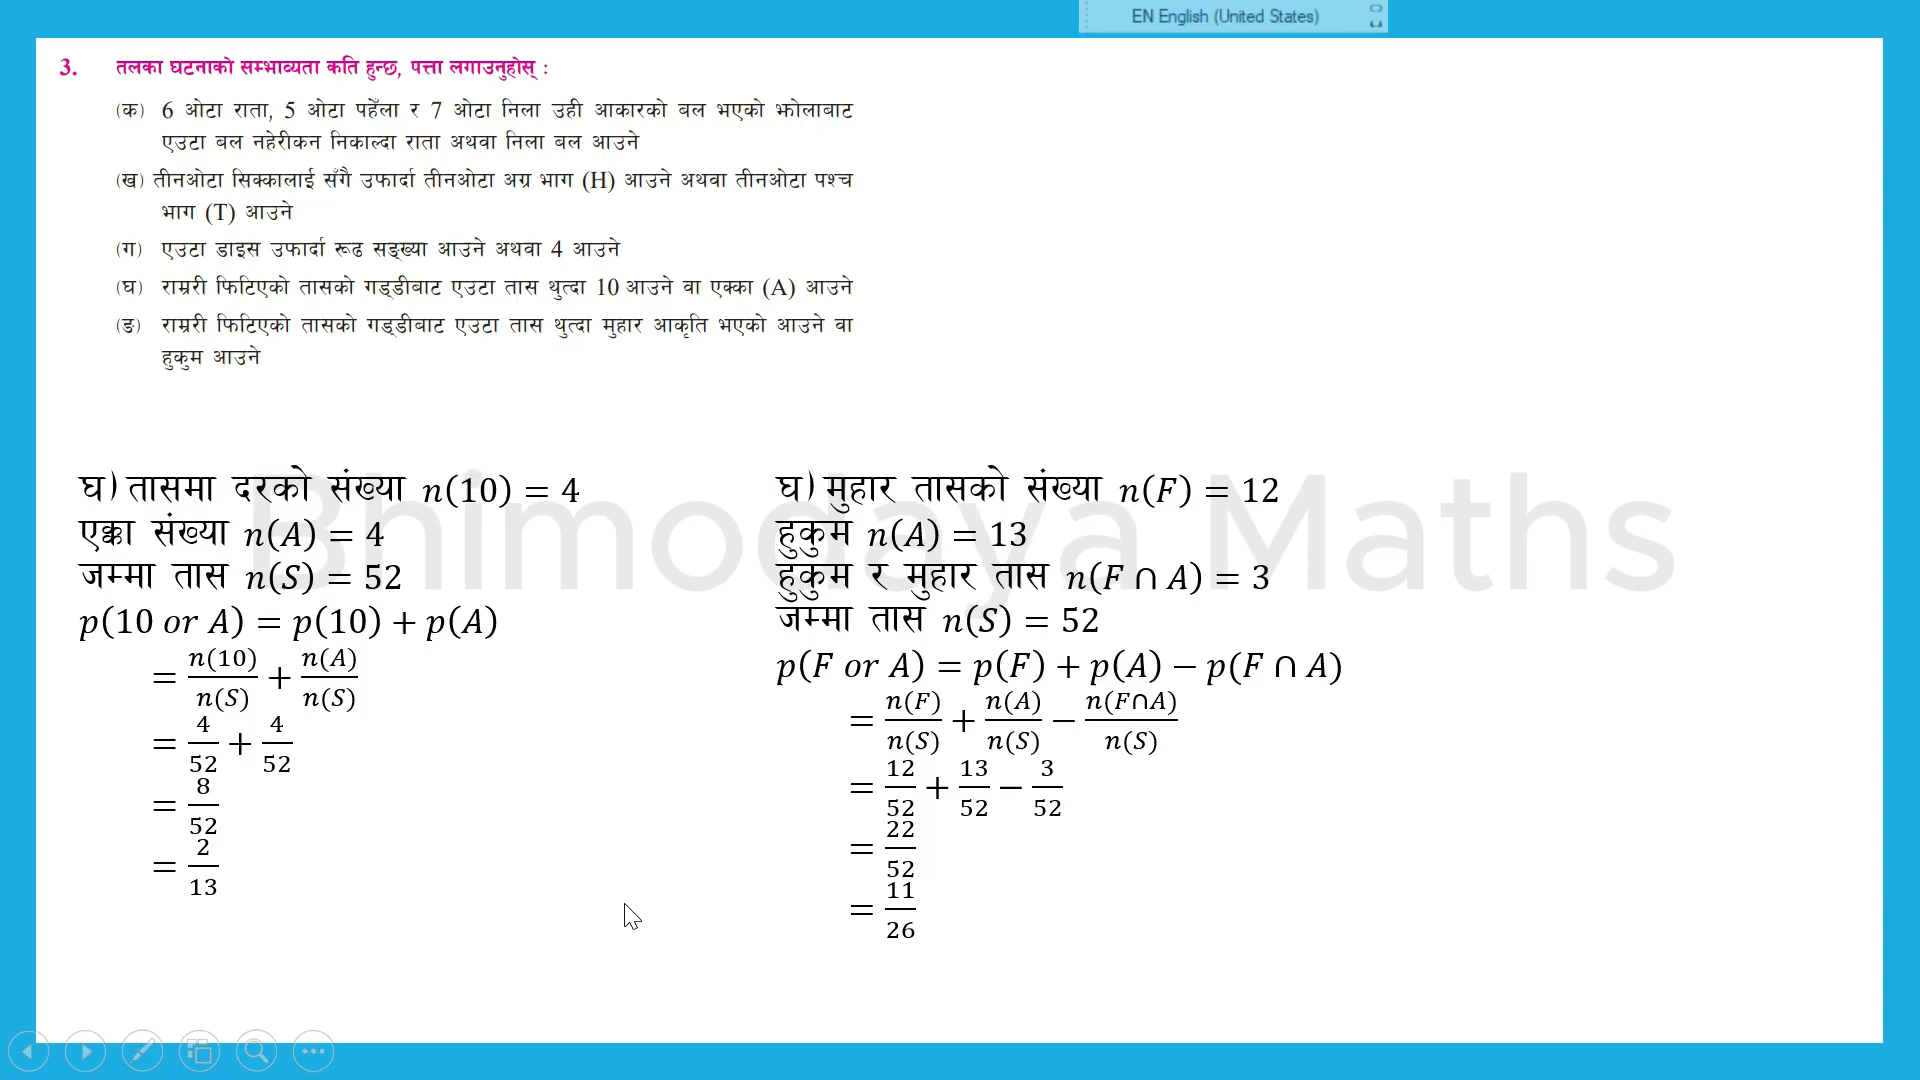 EN English (United States)
3. तलका घटनाको सम्भाव्यता कति हुन्छ, पत्ता लगाउनुहोस् :
(क) 6 ओटा राता, 5 ओटा पहेँला र 7 ओटा निला उही आकारको बल भएको झोलाबाट
एउटा बल नहेरीकन निकाल्दा राता अथवा निला बल आउने
(ख) तीनओटा सिक्कालाई सँगै उफार्दा तीनओटा अग्र भाग (H) आउने अथवा तीनओटा पश्च
भाग (T) आउने
(ग) एउटा डाइस उफार्दा रूढ सङ्ख्या आउने अथवा 4 आउने
(घ) राम्ररी फिटिएको तासको गड्डीबाट एउटा तास थुत्दा 10 आउने वा एक्का (A) आउने
(ङ) राम्ररी फिटिएको तासको गड्डीबाट एउटा तास थुत्दा मुहार आकृति भएको आउने वा
हुकुम आउने
Bhimodaya Maths
घ) तासमा दरको संख्या n(10) = 4
एक्का संख्या n(A) = 4
जम्मा तास n(S) = 52
p(10 or A) = p(10) + p(A)
= n(10)/n(S) + n(A)/n(S)
= 4/52 + 4/52
= 8/52
= 2/13
घ) मुहार तासको संख्या n(F) = 12
हुकुम n(A) = 13
हुकुम र मुहार तास n(F ∩ A) = 3
जम्मा तास n(S) = 52
p(F or A) = p(F) + p(A) − p(F ∩ A)
= n(F)/n(S) + n(A)/n(S) − n(F∩A)/n(S)
= 12/52 + 13/52 − 3/52
= 22/52
= 11/26